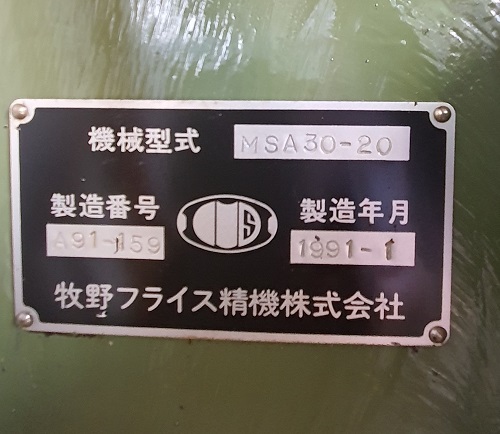 機械型式 MSA30-20
製造番号 製造年月
A91-159 1991-1
牧野フライス精機株式会社